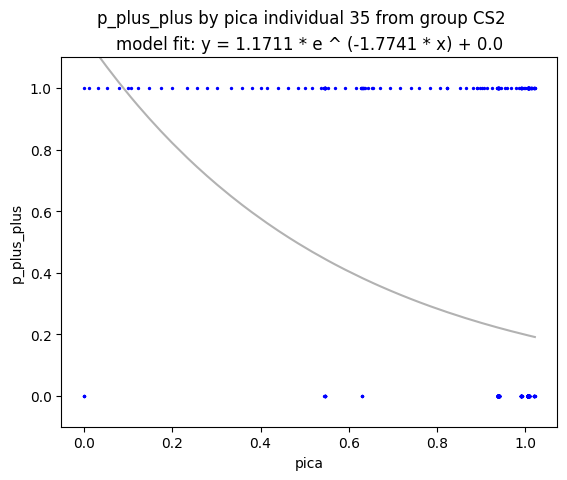 p_plus_plus by pica individual 35 from group CS2
model fit: y = 1.1711 * e ^ (-1.7741 * x) + 0.0
1.0
0.8
0.6
0.4
0.2
0.0
p_plus_plus
0.0 0.2 0.4 0.6 0.8 1.0
pica